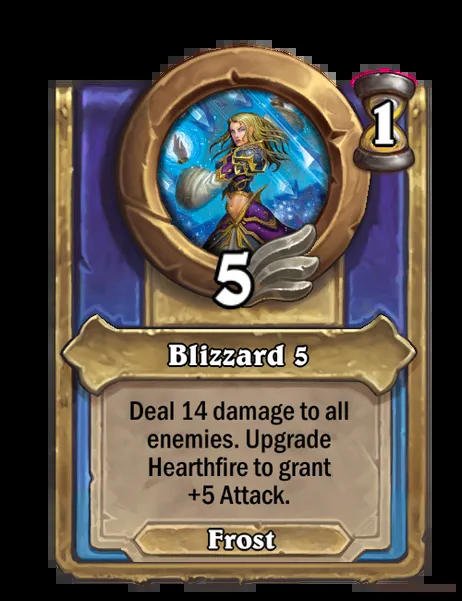 1
5
Blizzard 5
Deal 14 damage to all
enemies. Upgrade
Hearthfire to grant
+5 Attack.
Frost